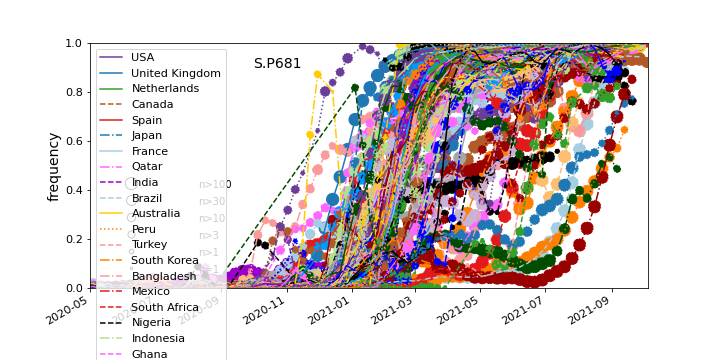 1.0
0.8
0.6
0.4
0.2
0.0
frequency
S.P681
USA
United Kingdom
Netherlands
Canada
Spain
Japan
France
Qatar
India
Brazil
Australia
Peru
Turkey
South Korea
Bangladesh
Mexico
South Africa
Nigeria
Indonesia
Ghana
n>100
n>30
n>10
n>3
n>1
2020-05
2020-09
2020-11
2021-01
2021-03
2021-05
2021-07
2021-09